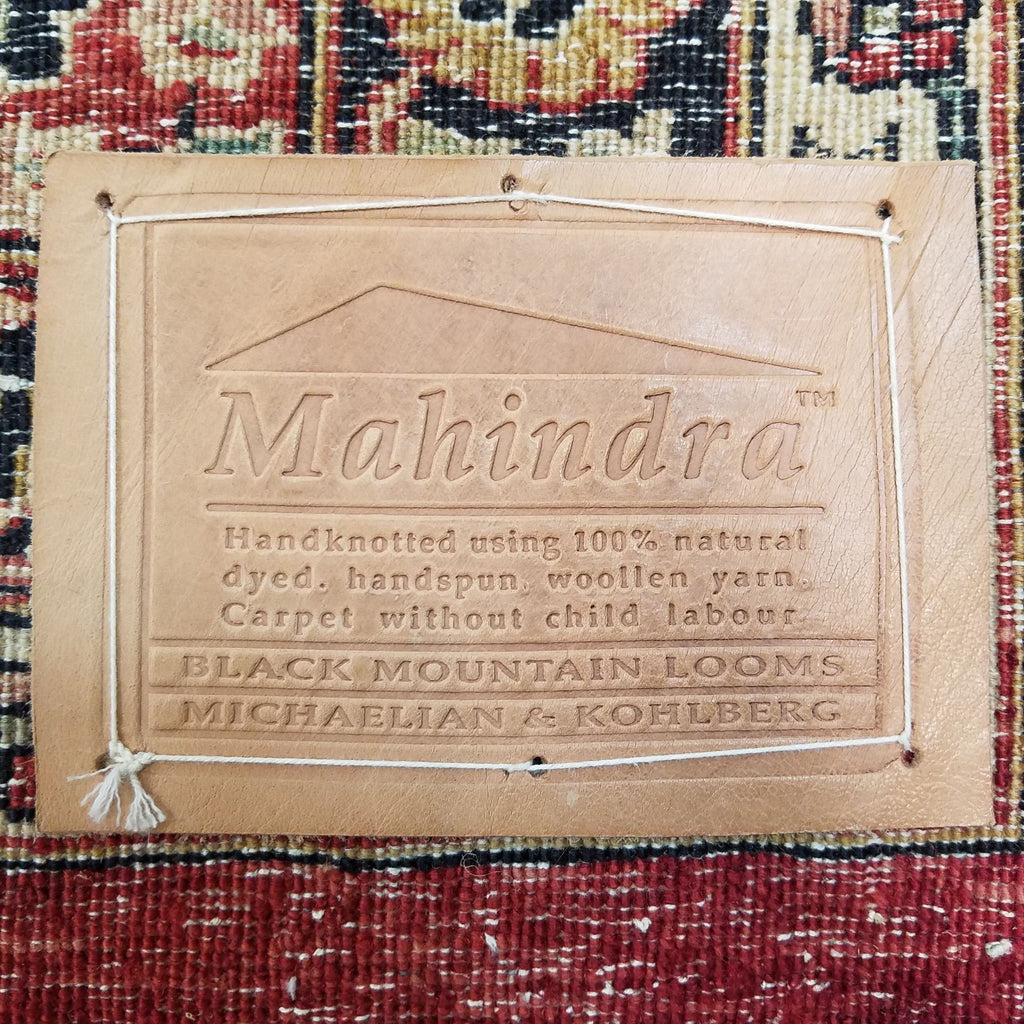 Mahindra™
Handknotted using 100% natural
dyed. handspun, woollen yarn.
Carpet without child labour.
BLACK MOUNTAIN LOOMS
MICHAELIAN & KOHLBERG